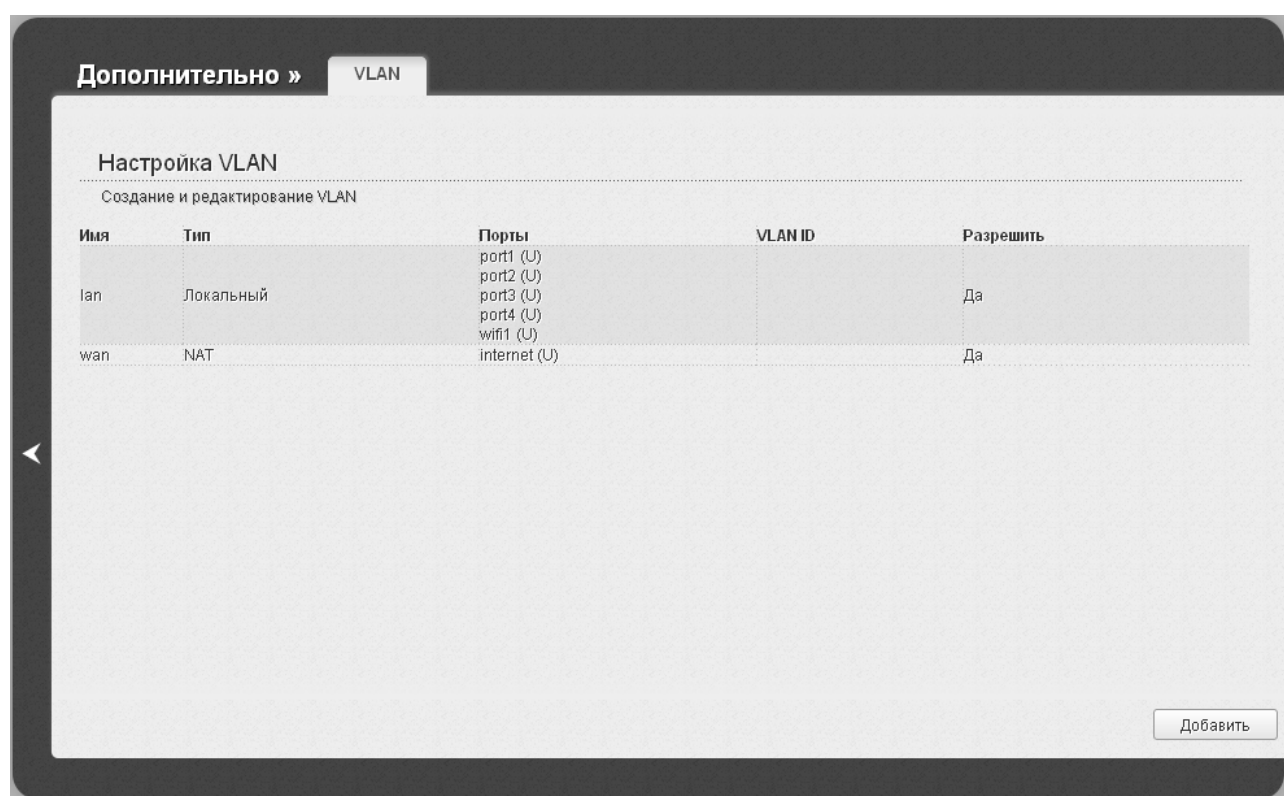 Дополнительно » VLAN
Настройка VLAN
Создание и редактирование VLAN
Имя Тип Порты VLAN ID Разрешить
port1 (U)
port2 (U)
lan Локальный port3 (U) Да
port4 (U)
wifi1 (U)
wan NAT internet (U) Да
Добавить